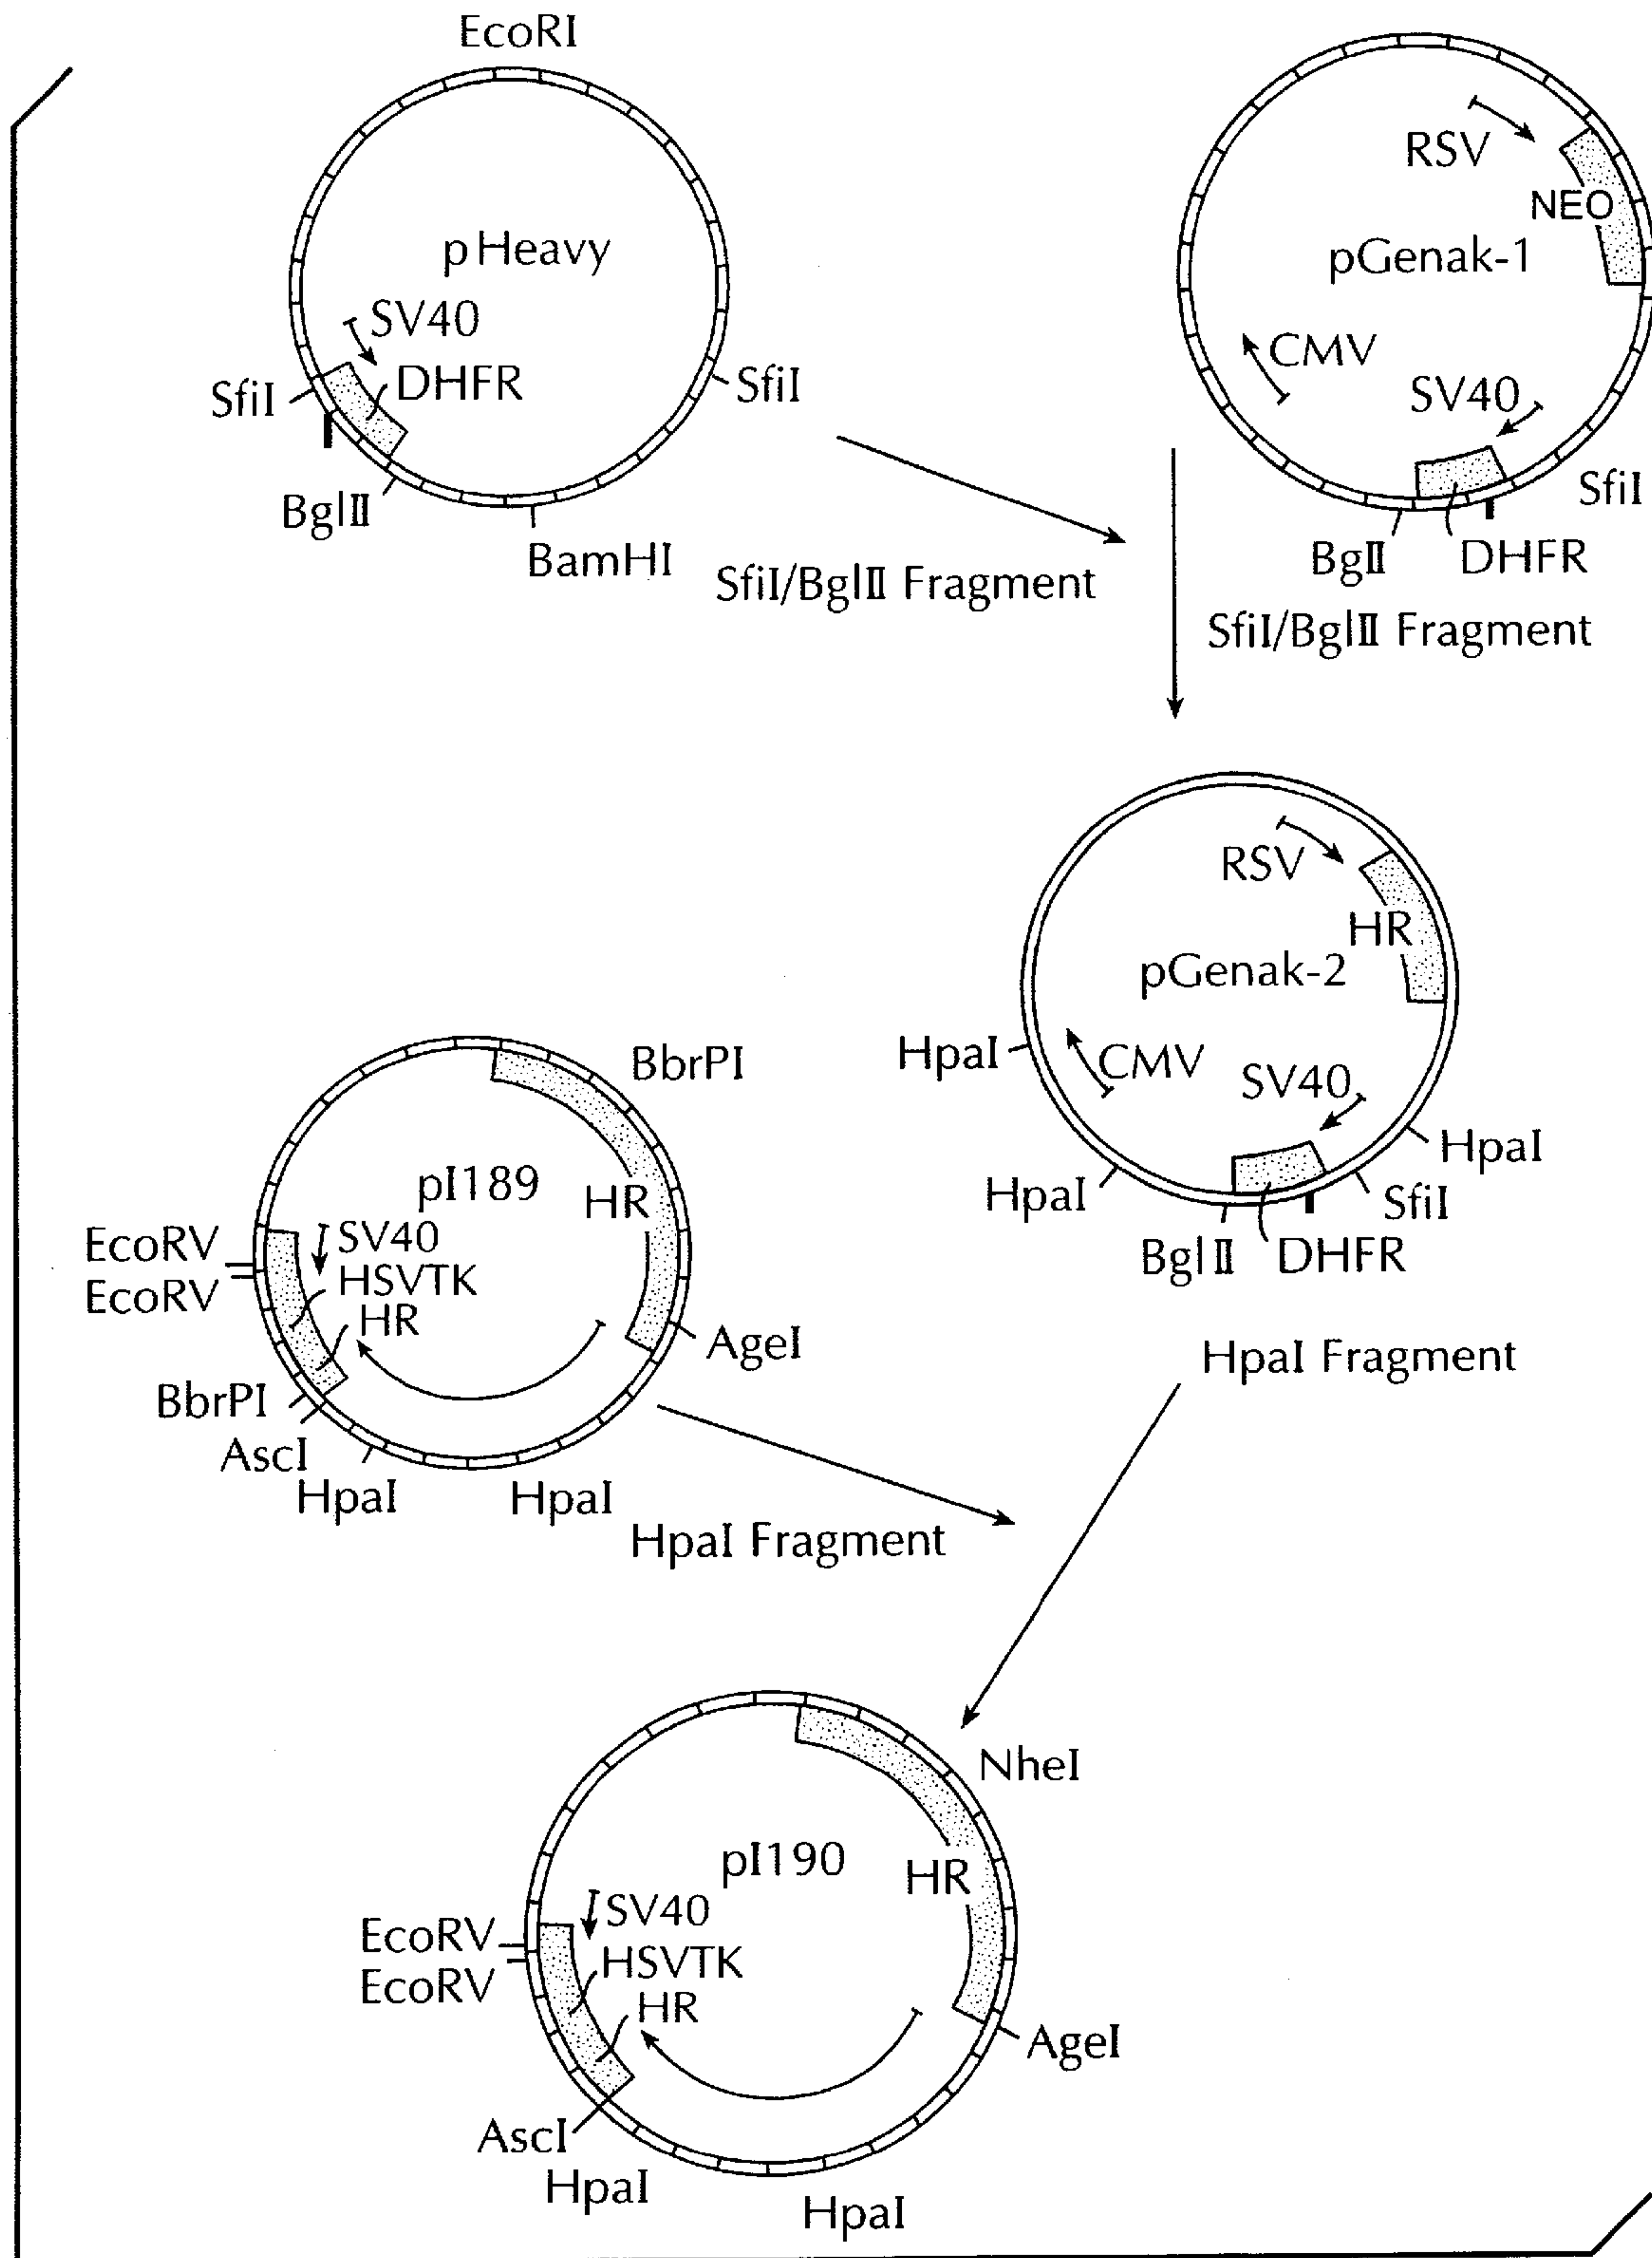 EcoRI
pHeavy
SV40
DHFR
SfiI
SfiI
BglII
BamHI
RSV
NEO
pGenak-1
CMV
SV40
SfiI
BgII
DHFR
SfiI/BglII Fragment
SfiI/BglII Fragment
RSV
HR
pGenak-2
HpaI
CMV
SV40
HpaI
HpaI
SfiI
BglII
DHFR
BbrPI
pI189
HR
EcoRV
SV40
EcoRV
HSVTK
HR
AgeI
BbrPI
AscI
HpaI
HpaI
HpaI Fragment
HpaI Fragment
NheI
pI190
HR
EcoRV
SV40
EcoRV
HSVTK
HR
AgeI
AscI
HpaI
HpaI